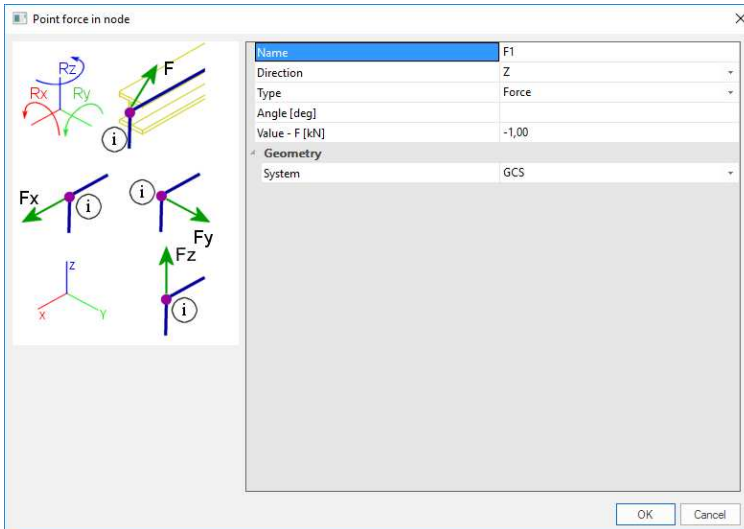 Point force in node
Rz
Rx
Ry
F
i
Fx
i
i
Fy
Fz
Z
X
Y
i
Name F1
Direction Z
Type Force
Angle [deg]
Value - F [kN] -1,00
Geometry
System GCS
OK Cancel